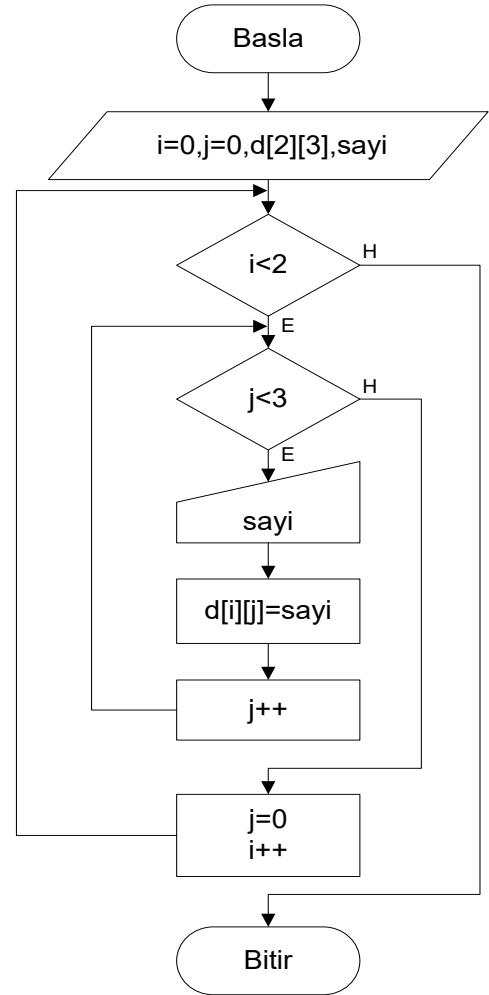 Basla
i=0,j=0,d[2][3],sayi
i<2
H
E
j<3
H
E
sayi
d[i][j]=sayi
j++
j=0
i++
Bitir